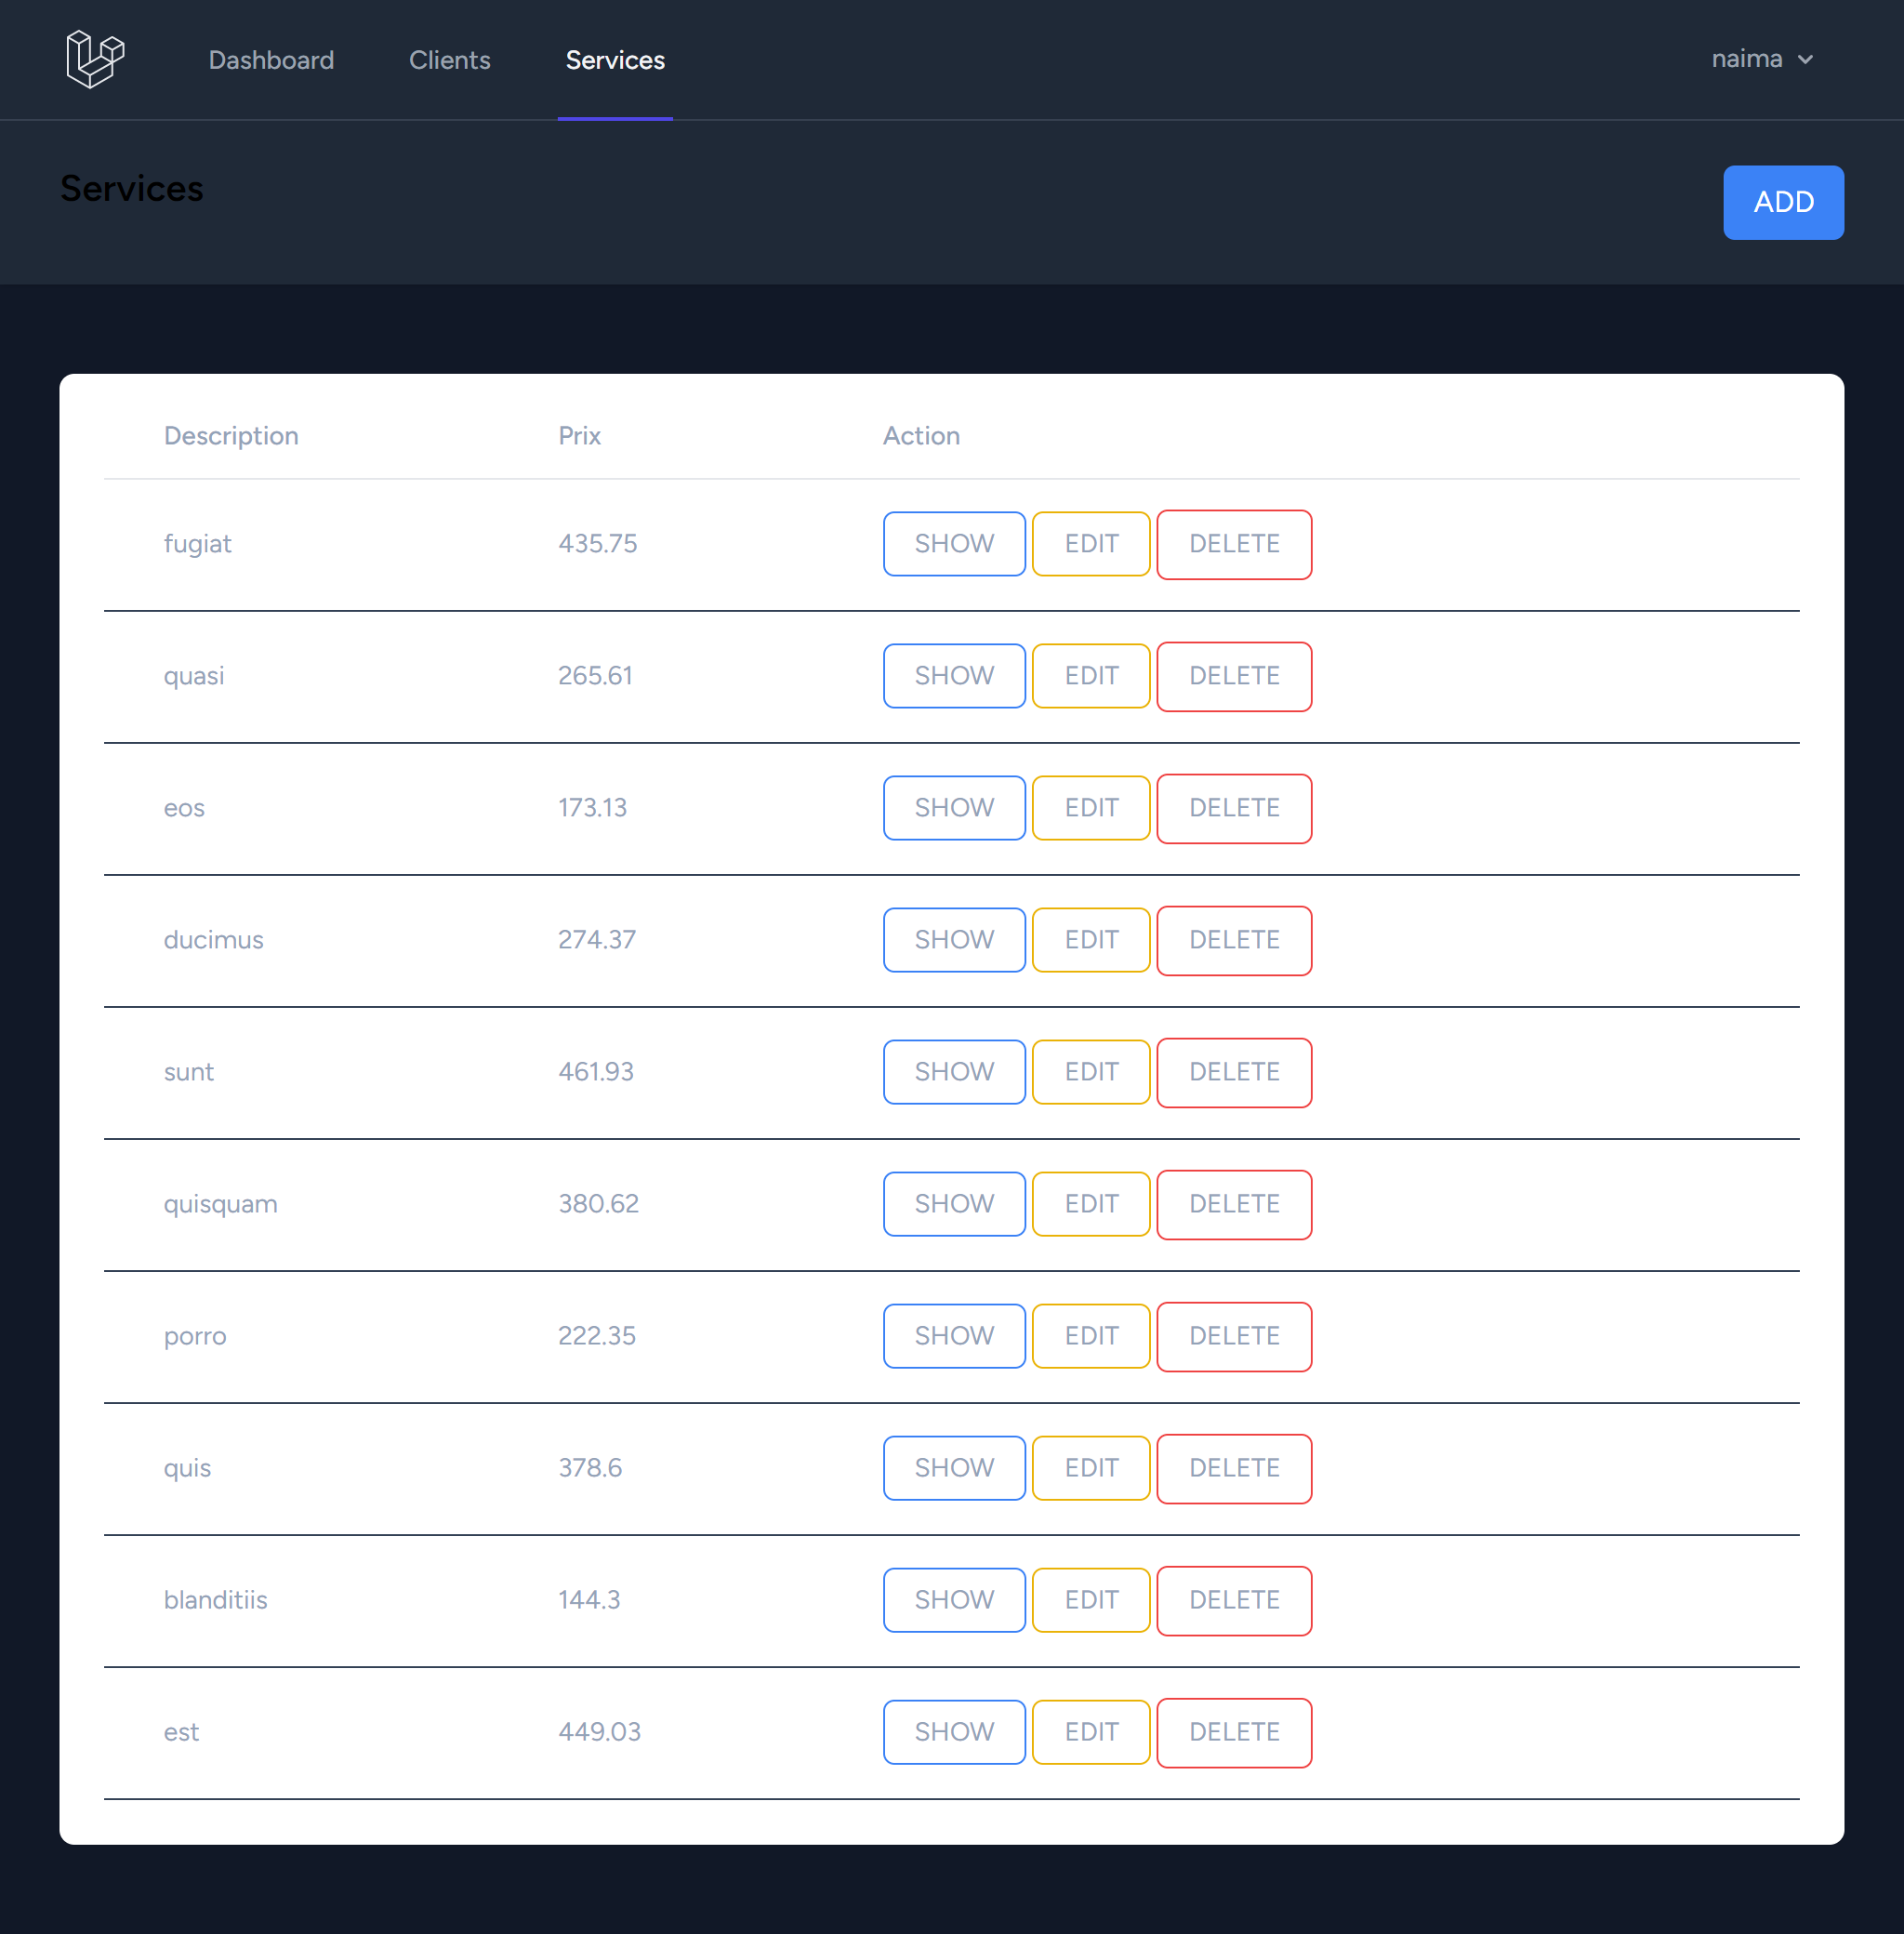 Dashboard Clients Services naima
Services
ADD
Description Prix Action
fugiat 435.75 SHOW EDIT DELETE
quasi 265.61 SHOW EDIT DELETE
eos 173.13 SHOW EDIT DELETE
ducimus 274.37 SHOW EDIT DELETE
sunt 461.93 SHOW EDIT DELETE
quisquam 380.62 SHOW EDIT DELETE
porro 222.35 SHOW EDIT DELETE
quis 378.6 SHOW EDIT DELETE
blanditiis 144.3 SHOW EDIT DELETE
est 449.03 SHOW EDIT DELETE